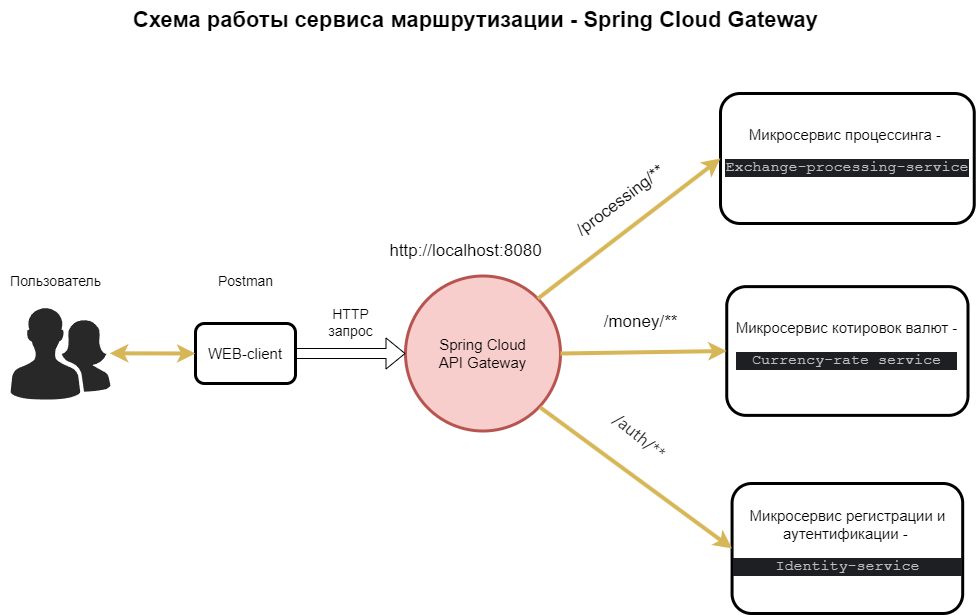 Схема работы сервиса маршрутизации - Spring Cloud Gateway
Микросервис процессинга -
Exchange-processing-service
/processing/**
http://localhost:8080
Пользователь
Postman
HTTP
запрос
WEB-client
Spring Cloud
API Gateway
/money/**
Микросервис котировок валют -
Currency-rate service
/auth/**
Микросервис регистрации и
аутентификации -
Identity-service